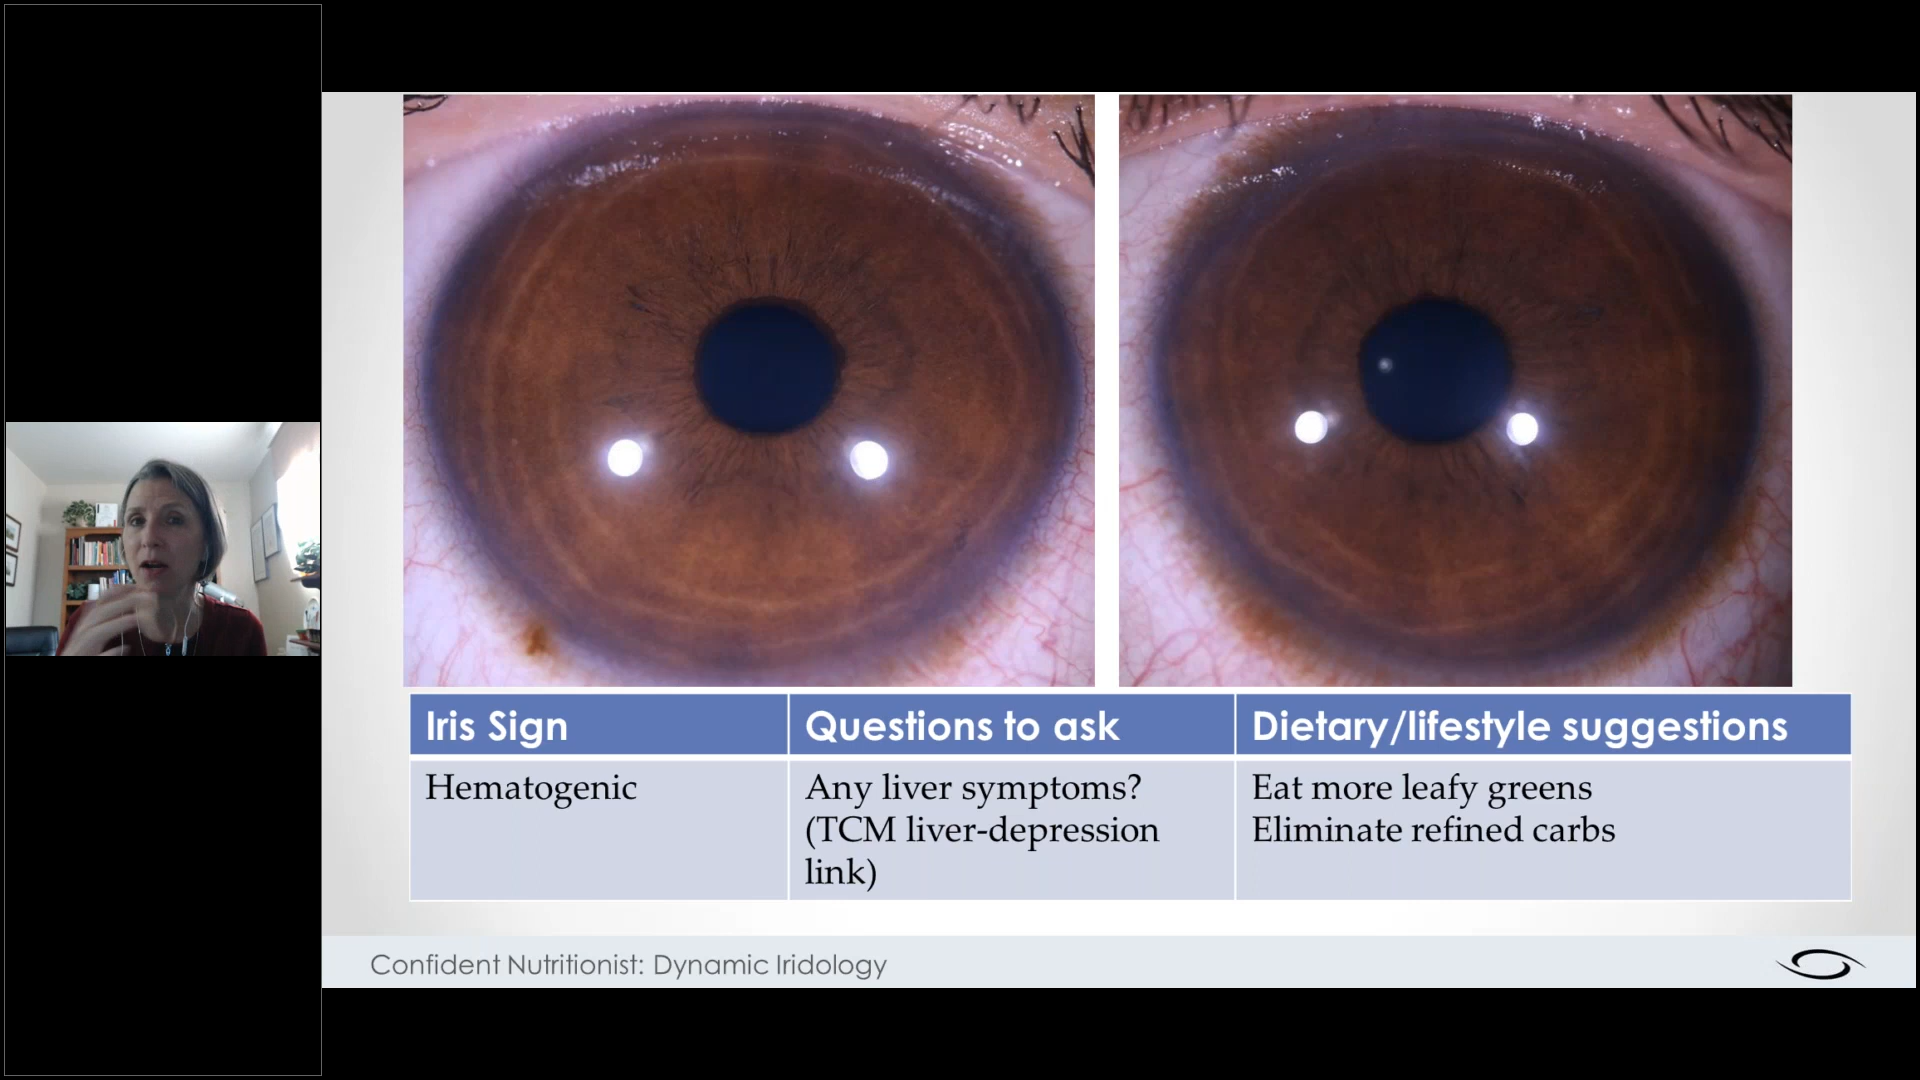 Iris Sign
Questions to ask
Dietary/lifestyle suggestions
Hematogenic
Any liver symptoms?
(TCM liver-depression
link)
Eat more leafy greens
Eliminate refined carbs
Confident Nutritionist: Dynamic Iridology